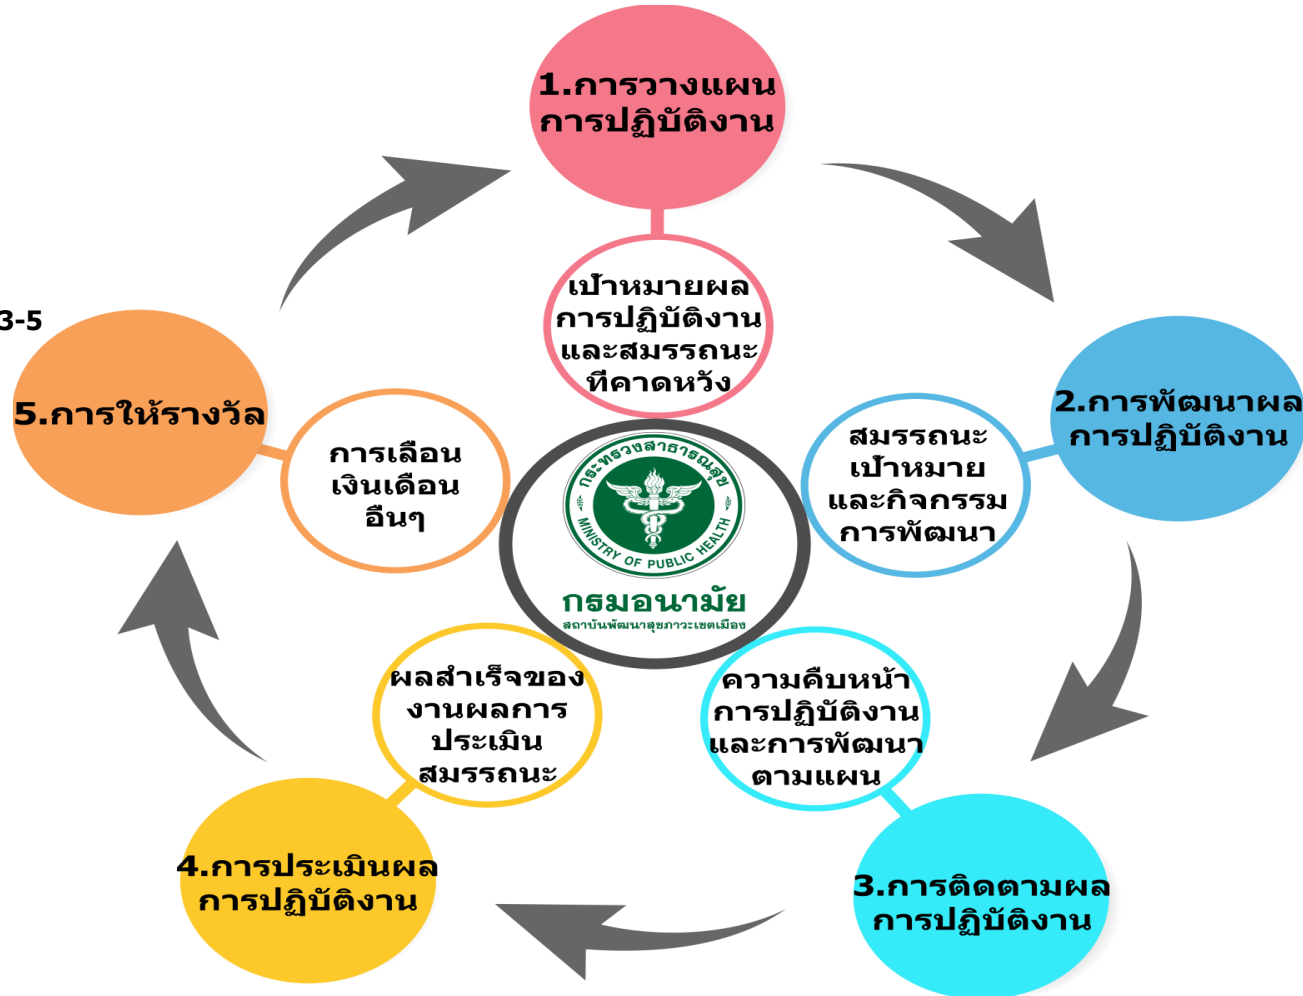 1.การวางแผน
การปฏิบัติงาน
เป้าหมายผล
การปฏิบัติงาน
และสมรรถนะ
ที่คาดหวัง
3-5
5.การให้รางวัล
การเลื่อน
เงินเดือน
อื่นๆ
2.การพัฒนาผล
การปฏิบัติงาน
สมรรถนะ
เป้าหมาย
และกิจกรรม
การพัฒนา
กระทรวงสาธารณสุข
MINISTRY OF PUBLIC HEALTH
กรมอนามัย
สถาบันพัฒนาสุขภาวะเขตเมือง
ผลสำเร็จของ
งานผลการ
ประเมิน
สมรรถนะ
ความคืบหน้า
การปฏิบัติงาน
และการพัฒนา
ตามแผน
4.การประเมินผล
การปฏิบัติงาน
3.การติดตามผล
การปฏิบัติงาน